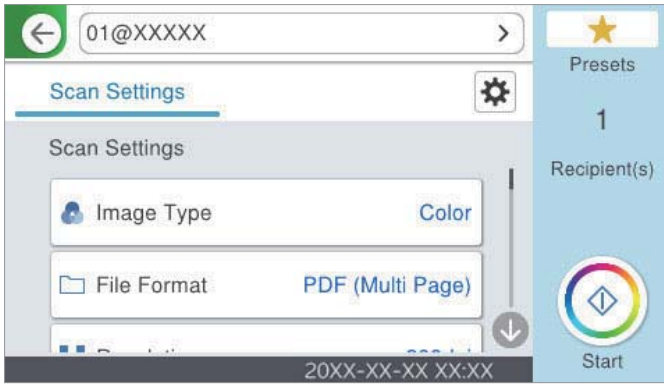 01@XXXXX
Scan Settings
Scan Settings
Image Type Color
File Format PDF (Multi Page)
20XX-XX-XX XX:XX
Presets
1
Recipient(s)
Start